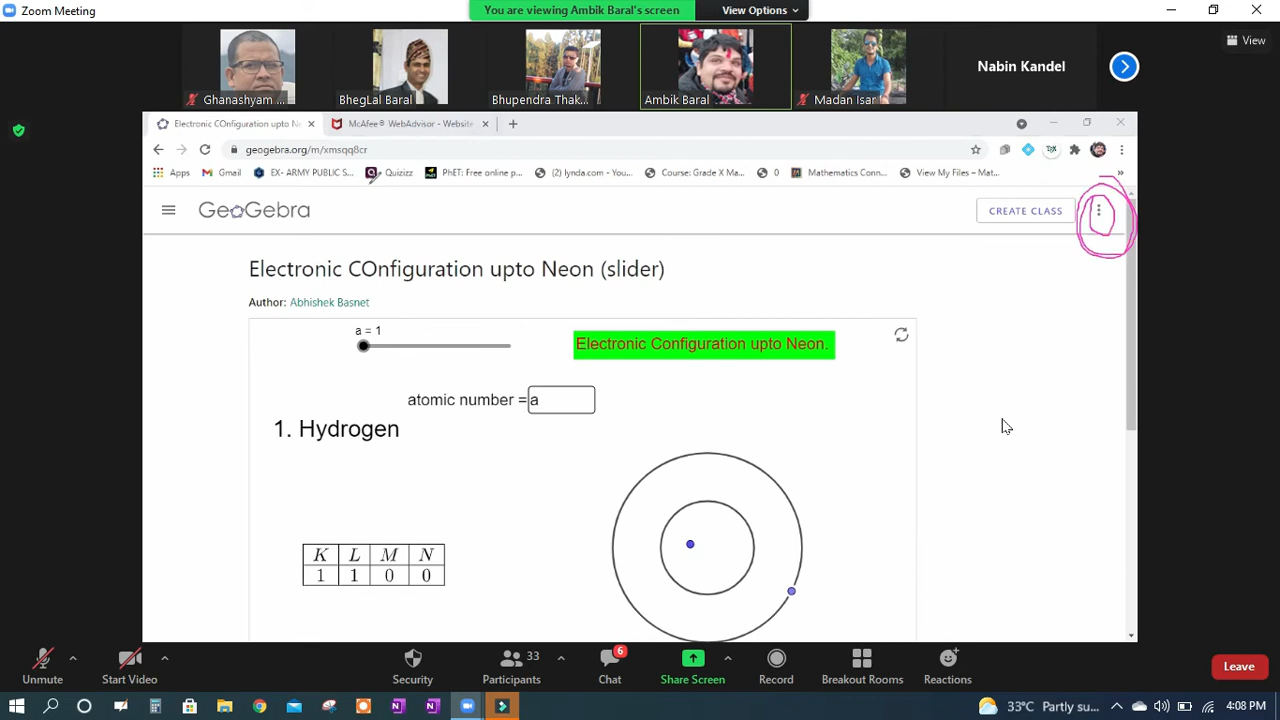 Zoom Meeting
You are viewing Ambik Baral's screen
View Options
View
Ghanashyam ...
BhegLal Baral
Bhupendra Thak...
Ambik Baral
Madan Isar
Nabin Kandel
Electronic COnfiguration upto Ne
McAfee® WebAdvisor - Website
geogebra.org/m/xmsqq8cr
Apps
Gmail
EX- ARMY PUBLIC S...
Quizizz
PhET: Free online p...
(2) lynda.com - You...
Course: Grade X Ma...
0
Mathematics Conn...
View My Files – Mat...
»
GeoGebra
CREATE CLASS
Electronic COnfiguration upto Neon (slider)
Author: Abhishek Basnet
a = 1
Electronic Configuration upto Neon.
atomic number = a
1. Hydrogen
K L M N
1 1 0 0
Unmute
Start Video
Security
33
Participants
6
Chat
Share Screen
Record
Breakout Rooms
Reactions
Leave
33°C Partly su...
4:08 PM